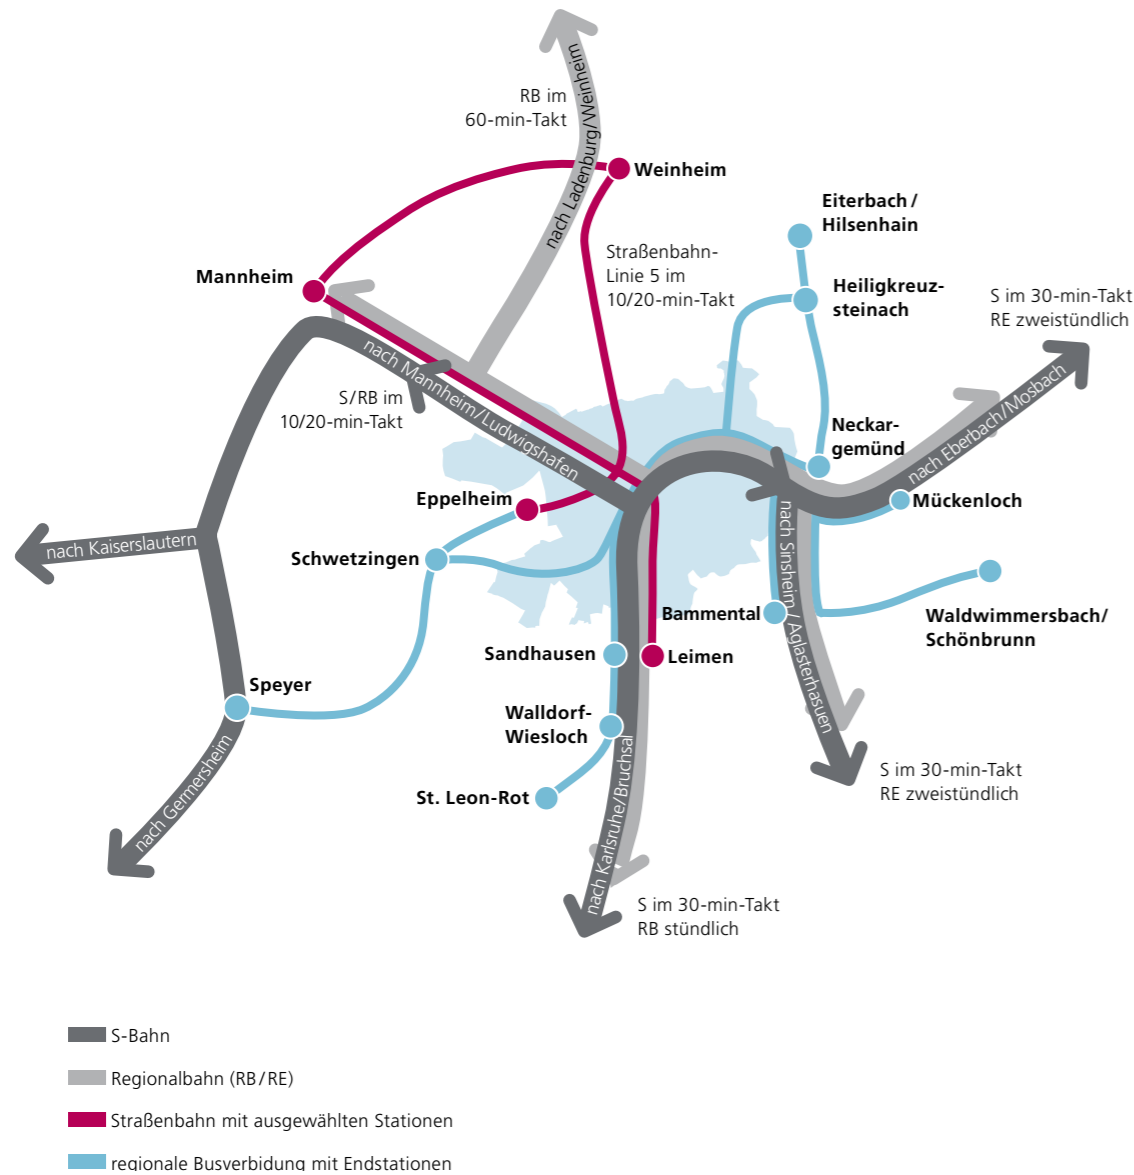 RB im
60-min-Takt
nach Ladenburg/Weinheim
Weinheim
Eiterbach /
Hilsenhain
Straßenbahn-
Linie 5 im
10/20-min-Takt
Mannheim
Heiligkreuz-
steinach
S im 30-min-Takt
RE zweistündlich
nach Mannheim/Ludwigshafen
S/RB im
10/20-min-Takt
Neckar-
gemünd
nach Eberbach/Mosbach
Eppelheim
Mückenloch
nach Kaiserslautern
Schwetzingen
nach Sinsheim / Aglasterhasuen
Bammental
Waldwimmersbach/
Schönbrunn
Sandhausen
Leimen
Speyer
Walldorf-
Wiesloch
nach Germersheim
St. Leon-Rot
nach Karlsruhe/Bruchsal
S im 30-min-Takt
RE zweistündlich
S im 30-min-Takt
RB stündlich
S-Bahn
Regionalbahn (RB/RE)
Straßenbahn mit ausgewählten Stationen
regionale Busverbidung mit Endstationen